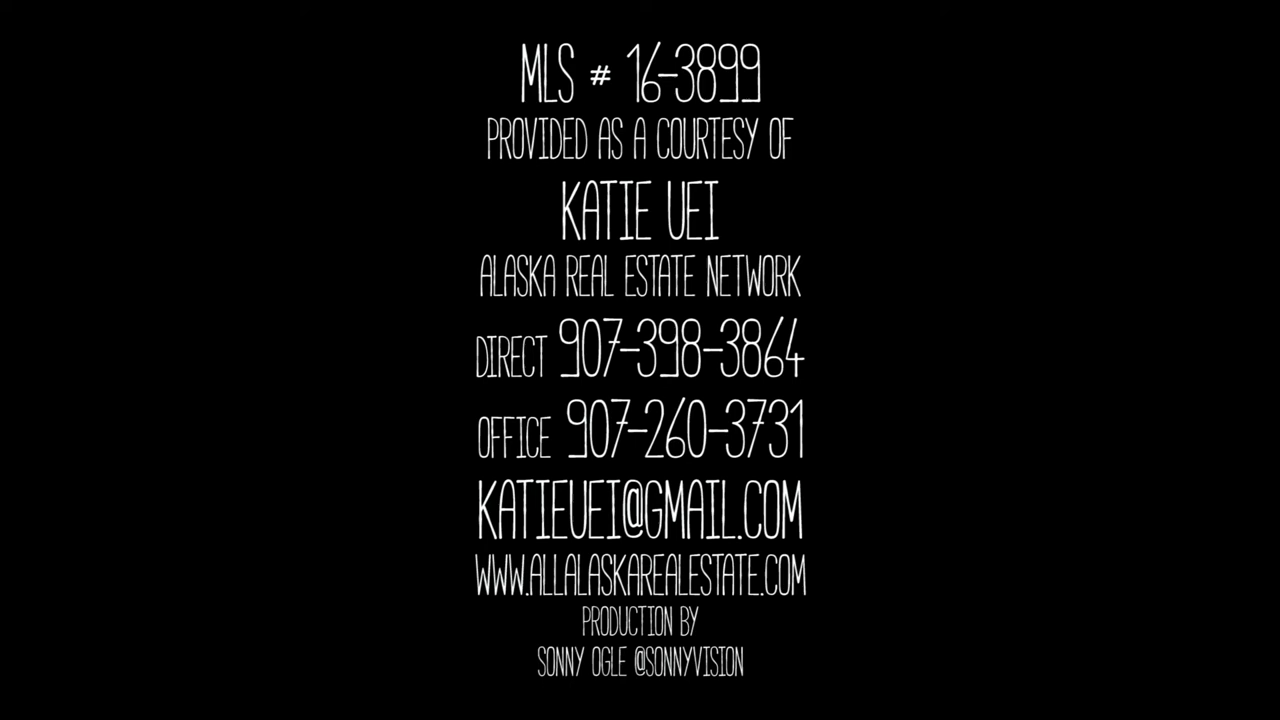 MLS # 16-3899
PROVIDED AS A COURTESY OF
KATIE UEI
ALASKA REAL ESTATE NETWORK
DIRECT 907-398-3864
OFFICE 907-260-3731
KATIEUEI@GMAIL.COM
WWW.ALLALASKAREALESTATE.COM
PRODUCTION BY
SONNY OGLE @SONNYVISION